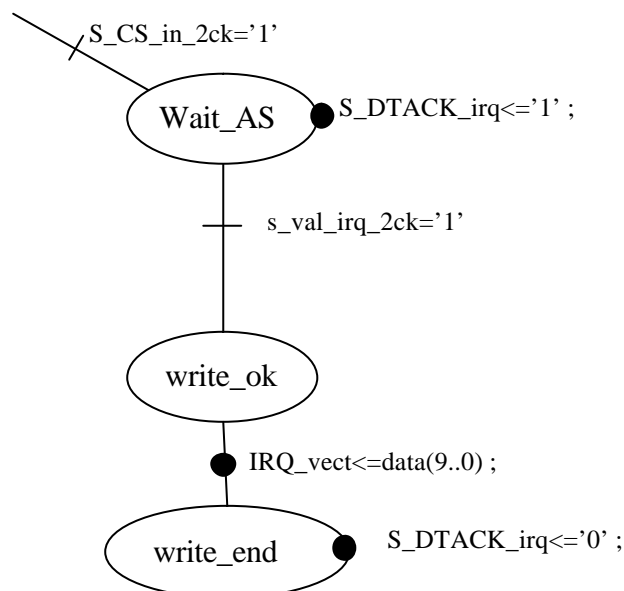 S_CS_in_2ck=’1’
Wait_AS
S_DTACK_irq<=’1’ ;
s_val_irq_2ck=’1’
write_ok
IRQ_vect<=data(9..0) ;
write_end
S_DTACK_irq<=’0’ ;